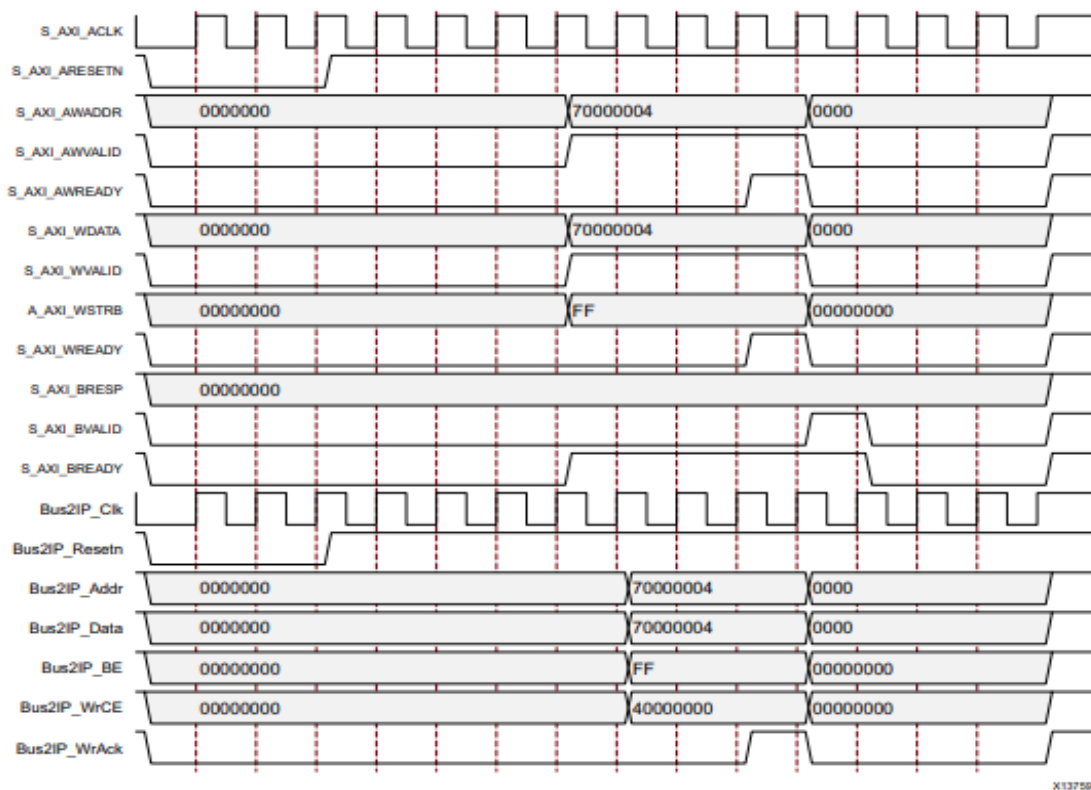 S_AXI_ACLK
S_AXI_ARESETN
S_AXI_AWADDR 0000000 70000004 0000
S_AXI_AWVALID
S_AXI_AWREADY
S_AXI_WDATA 0000000 70000004 0000
S_AXI_WVALID
A_AXI_WSTRB 00000000 FF 00000000
S_AXI_WREADY
S_AXI_BRESP 00000000
S_AXI_BVALID
S_AXI_BREADY
Bus2IP_Clk
Bus2IP_Resetn
Bus2IP_Addr 0000000 70000004 0000
Bus2IP_Data 0000000 70000004 0000
Bus2IP_BE 00000000 FF 00000000
Bus2IP_WrCE 00000000 40000000 00000000
Bus2IP_WrAck
X13759